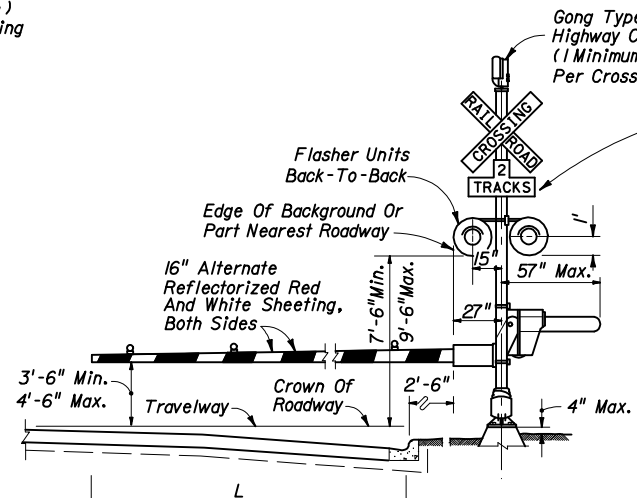 )
ing
Gong Type
Highway C
(1 Minimum
Per Cross
RAIL ROAD
CROSSING
2
TRACKS
Flasher Units
Back-To-Back
Edge Of Background Or
Part Nearest Roadway
1'
15"
57" Max.
16" Alternate
Reflectorized Red
And White Sheeting,
Both Sides
7'-6" Min.
9'-6" Max.
27"
3'-6" Min.
4'-6" Max.
Travelway
Crown Of
Roadway
2'-6"
4" Max.
L